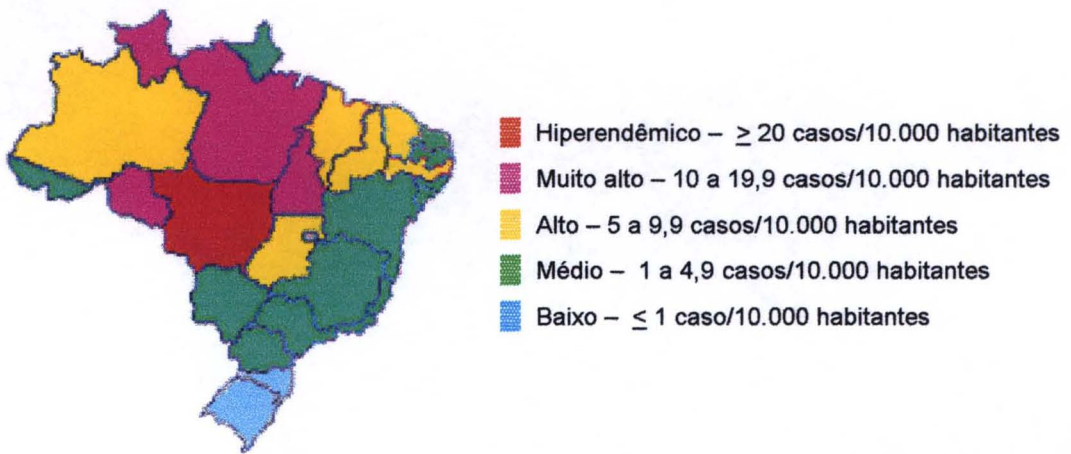 Hiperendêmico – ≥ 20 casos/10.000 habitantes
Muito alto – 10 a 19,9 casos/10.000 habitantes
Alto – 5 a 9,9 casos/10.000 habitantes
Médio – 1 a 4,9 casos/10.000 habitantes
Baixo – ≤ 1 caso/10.000 habitantes